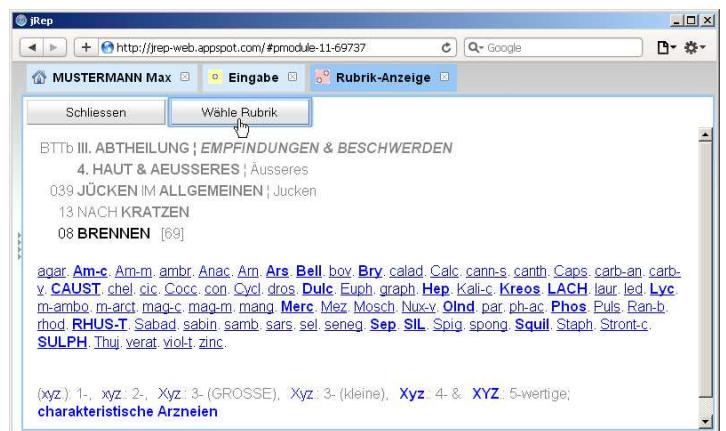 jRep
http://jrep-web.appspot.com/#pmodule-11-69737
Google
MUSTERMANN Max
Eingabe
Rubrik-Anzeige
Schliessen
Wähle Rubrik
BTTb III. ABTHEILUNG ¦ EMPFINDUNGEN & BESCHWERDEN
4. HAUT & AEUSSERES ¦ Äusseres
039 JÜCKEN IM ALLGEMEINEN ¦ Jucken
13 NACH KRATZEN
08 BRENNEN [69]
agar. Am-c. Am-m. ambr. Anac. Arn. Ars. Bell. bov. Bry. calad. Calc. cann-s. canth. Caps. carb-an. carb-
v. CAUST. chel. cic. Cocc. con. Cycl. dros. Dulc. Euph. graph. Hep. Kali-c. Kreos. LACH. laur. led. Lyc.
m-ambo. m-arct. mag-c. mag-m. mang. Merc. Mez. Mosch. Nux-v. Olnd. par. ph-ac. Phos. Puls. Ran-b.
rhod. RHUS-T. Sabad. sabin. samb. sars. sel. seneg. Sep. SIL. Spig. spong. Squil. Staph. Stront-c.
SULPH. Thuj. verat. viol-t. zinc.
(xyz.): 1-, xyz.: 2-, Xyz.: 3- (GROSSE), Xyz.: 3- (kleine), Xyz.: 4- & XYZ.: 5-wertige;
charakteristische Arzneien